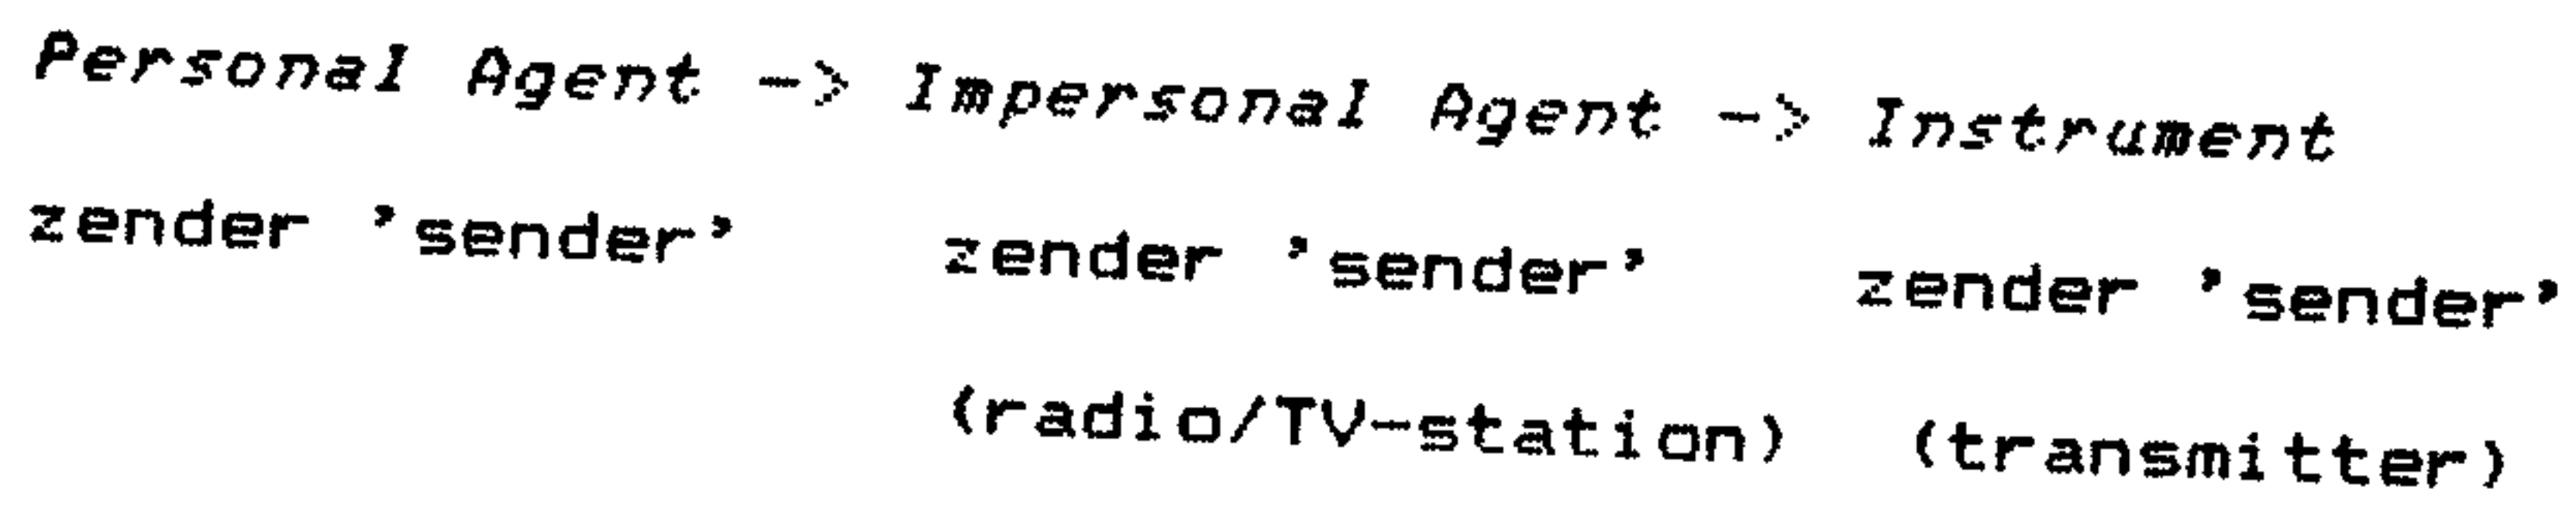 Personal Agent -> Impersonal Agent -> Instrument
zender 'sender' zender 'sender' zender 'sender'
(radio/TV-station) (transmitter)